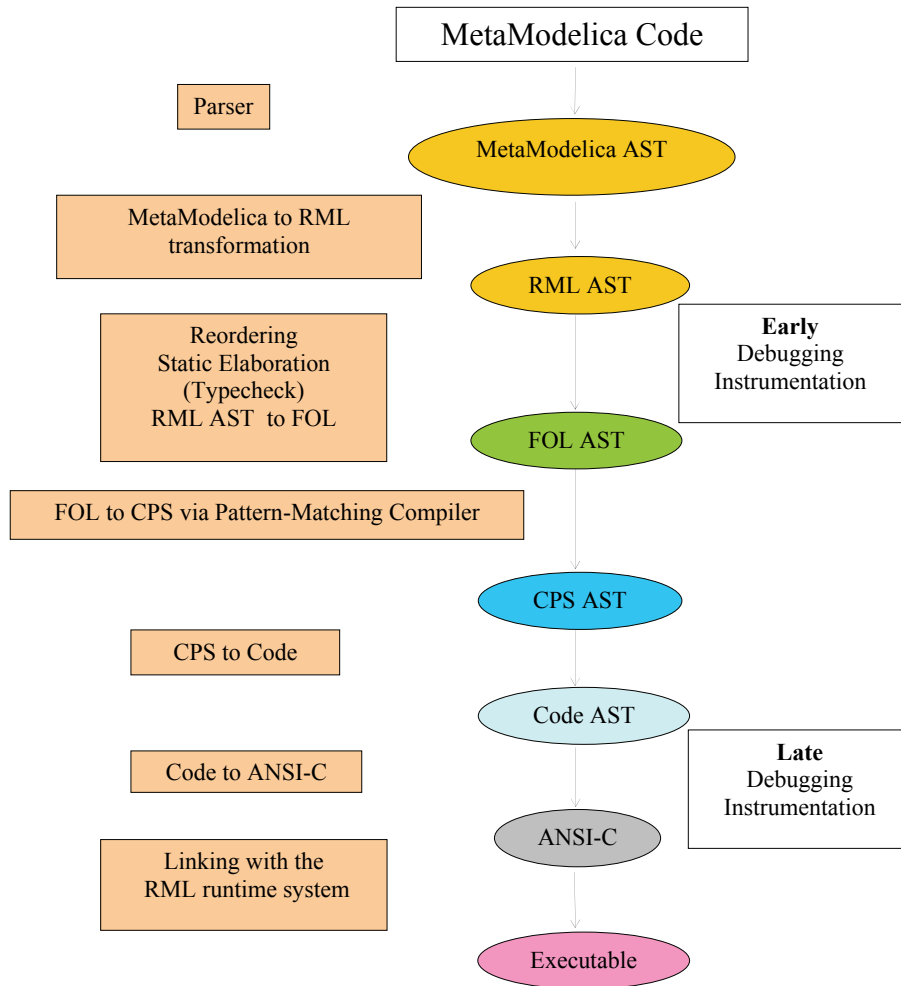 MetaModelica Code
Parser
MetaModelica AST
MetaModelica to RML
transformation
RML AST
Early
Debugging
Instrumentation
Reordering
Static Elaboration
(Typecheck)
RML AST to FOL
FOL AST
FOL to CPS via Pattern-Matching Compiler
CPS AST
CPS to Code
Code AST
Late
Debugging
Instrumentation
Code to ANSI-C
ANSI-C
Linking with the
RML runtime system
Executable